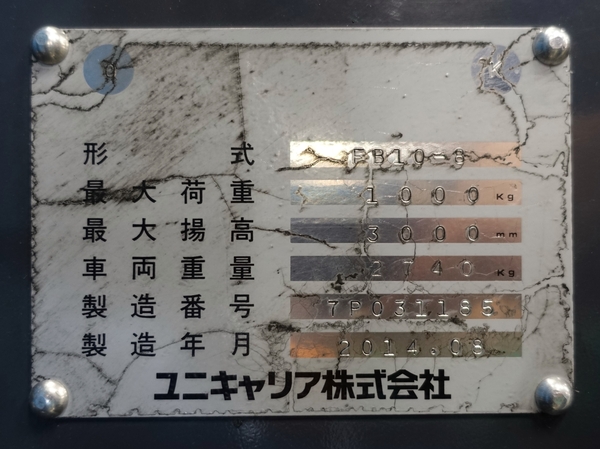 形式 FB10-8
最大荷重 1000 Kg
最大揚高 3000 mm
車両重量 2740 Kg
製造番号 7P031185
製造年月 2014.08
ユニキャリア株式会社